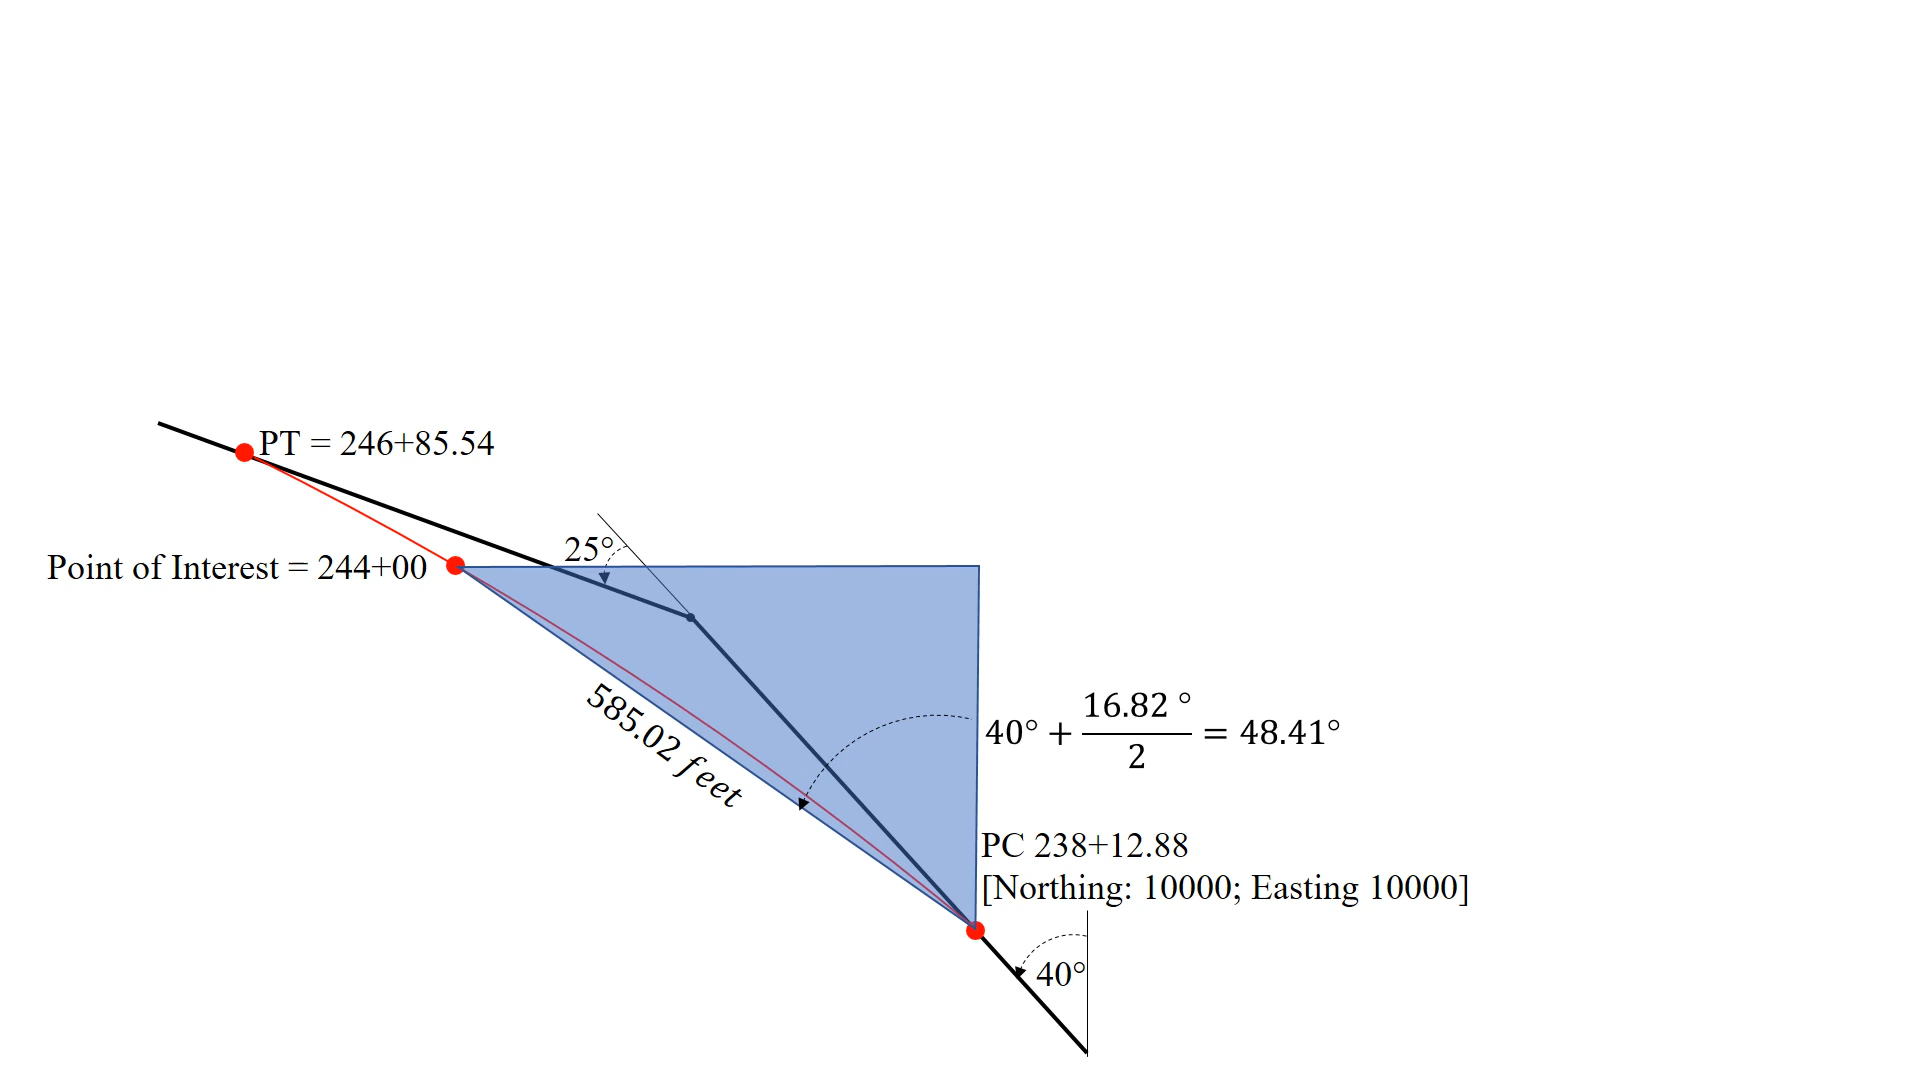 PT = 246+85.54
25°
Point of Interest = 244+00
585.02 feet
40° + 16.82 °/2 = 48.41°
PC 238+12.88
[Northing: 10000; Easting 10000]
40°